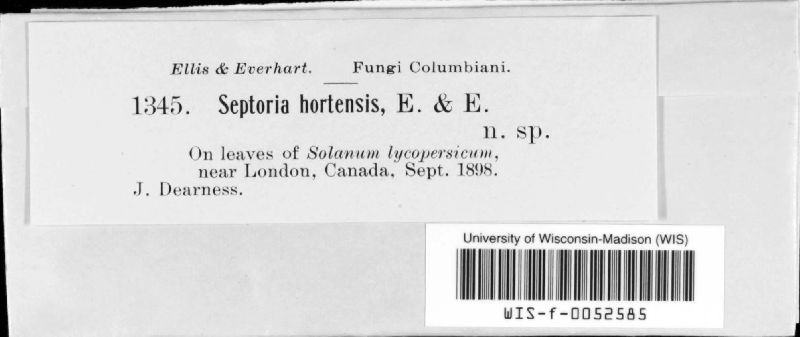 Ellis & Everhart. Fungi Columbiani.
1345. Septoria hortensis, E. & E.
n. sp.
On leaves of Solanum lycopersicum,
near London, Canada, Sept. 1898.
J. Dearness.
University of Wisconsin-Madison (WIS)
WIS-f-0052585